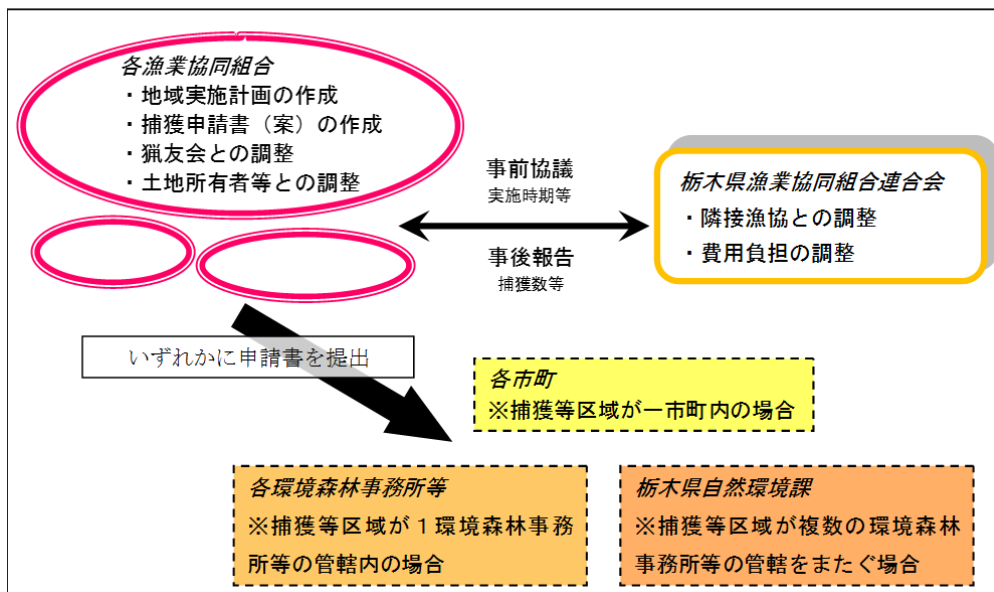 各漁業協同組合
・地域実施計画の作成
・捕獲申請書（案）の作成
・猟友会との調整
・土地所有者等との調整
事前協議
実施時期等
事後報告
捕獲数等
栃木県漁業協同組合連合会
・隣接漁協との調整
・費用負担の調整
いずれかに申請書を提出
各市町
※捕獲等区域が一市町内の場合
各環境森林事務所等
※捕獲等区域が１環境森林事務
所等の管轄内の場合
栃木県自然環境課
※捕獲等区域が複数の環境森林
事務所等の管轄をまたぐ場合